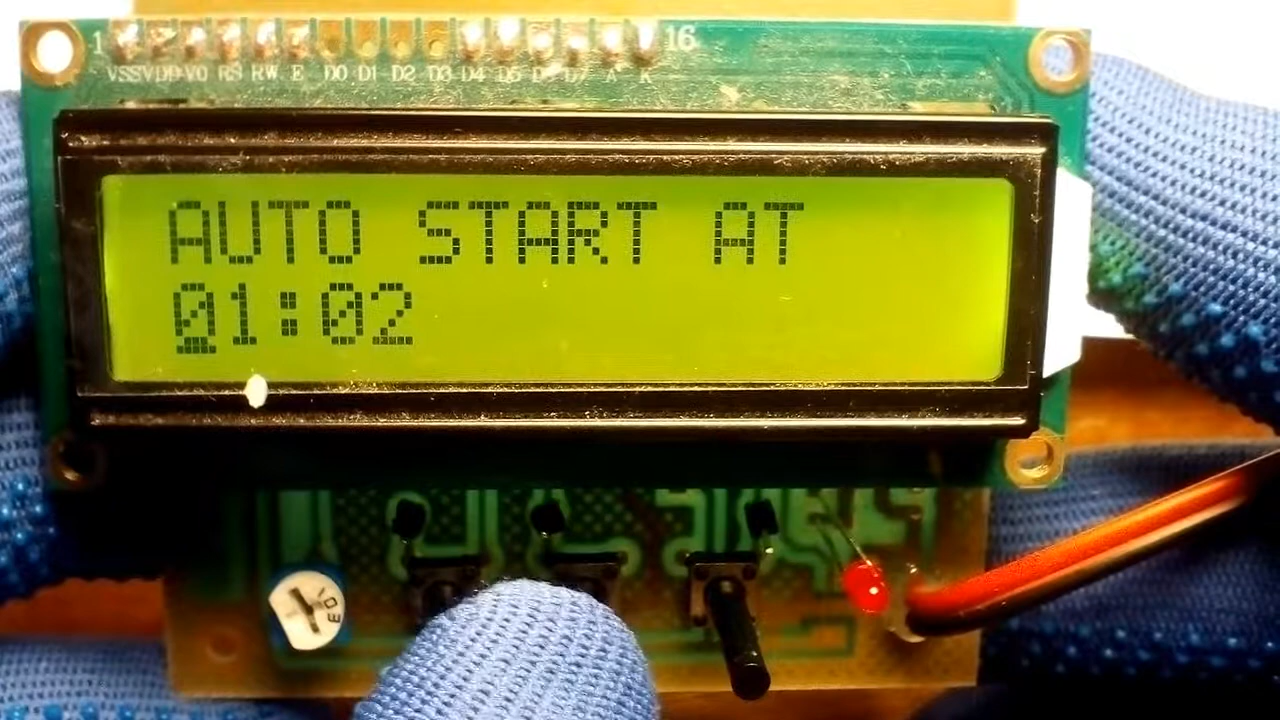 1 16
VSS VDD V0 RS RW E D0 D1 D2 D3 D4 D5 D6 D7 A K
AUTO START AT
01:02